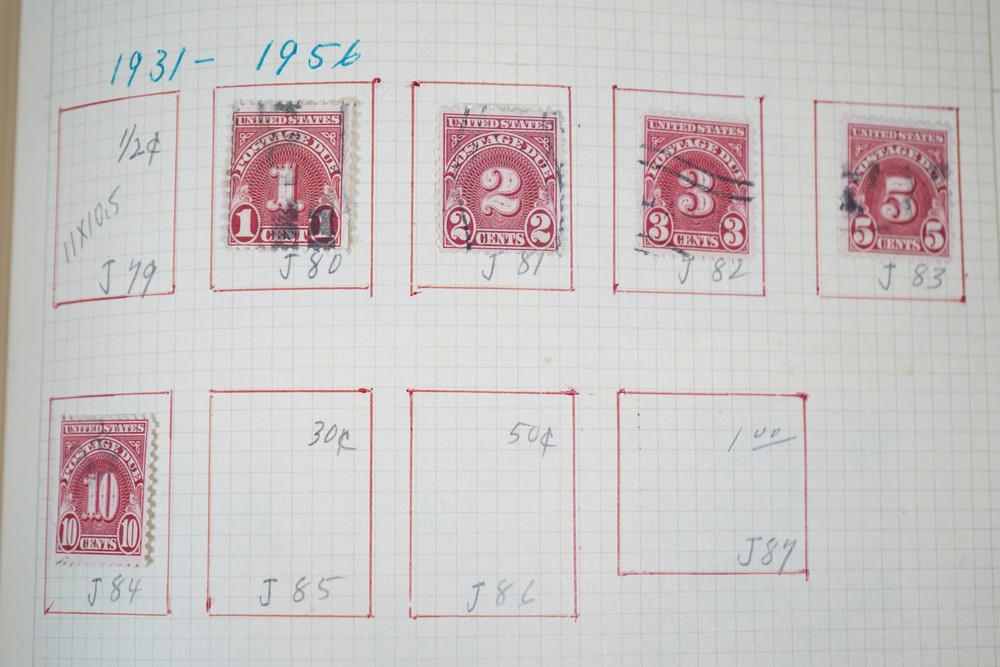 1931 - 1956
1/2¢
11X10.5
J 79
UNITED STATES
POSTAGE DUE
1
1 CENT 1
J 80
UNITED STATES
POSTAGE DUE
2
2 CENTS 2
J 81
UNITED STATES
POSTAGE DUE
3
3 CENTS 3
J 82
UNITED STATES
POSTAGE DUE
5
5 CENTS 5
J 83
UNITED STATES
POSTAGE DUE
10
10 CENTS 10
J 84
30¢
J 85
50¢
J 86
1 00
J87